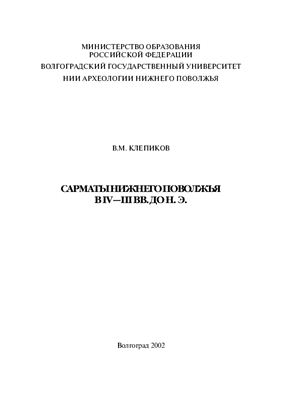 МИНИСТЕРСТВО ОБРАЗОВАНИЯ
РОССИЙСКОЙ ФЕДЕРАЦИИ
ВОЛГОГРАДСКИЙ ГОСУДАРСТВЕННЫЙ УНИВЕРСИТЕТ
НИИ АРХЕОЛОГИИ НИЖНЕГО ПОВОЛЖЬЯ
В.М. КЛЕПИКОВ
САРМАТЫ НИЖНЕГО ПОВОЛЖЬЯ
В IV—III ВВ. ДО Н. Э.
Волгоград 2002